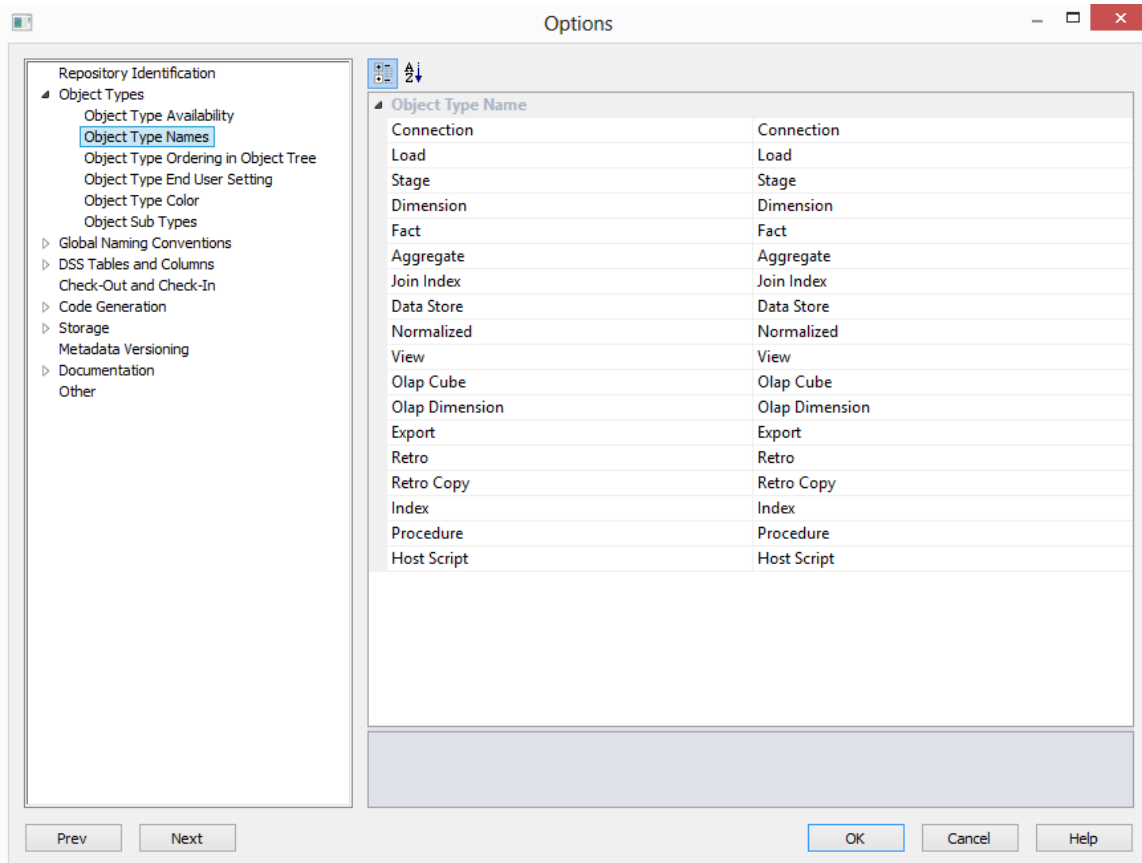 Options
Repository Identification
Object Types
Object Type Availability
Object Type Names
Object Type Ordering in Object Tree
Object Type End User Setting
Object Type Color
Object Sub Types
Global Naming Conventions
DSS Tables and Columns
Check-Out and Check-In
Code Generation
Storage
Metadata Versioning
Documentation
Other
Object Type Name
Connection Connection
Load Load
Stage Stage
Dimension Dimension
Fact Fact
Aggregate Aggregate
Join Index Join Index
Data Store Data Store
Normalized Normalized
View View
Olap Cube Olap Cube
Olap Dimension Olap Dimension
Export Export
Retro Retro
Retro Copy Retro Copy
Index Index
Procedure Procedure
Host Script Host Script
Prev Next OK Cancel Help